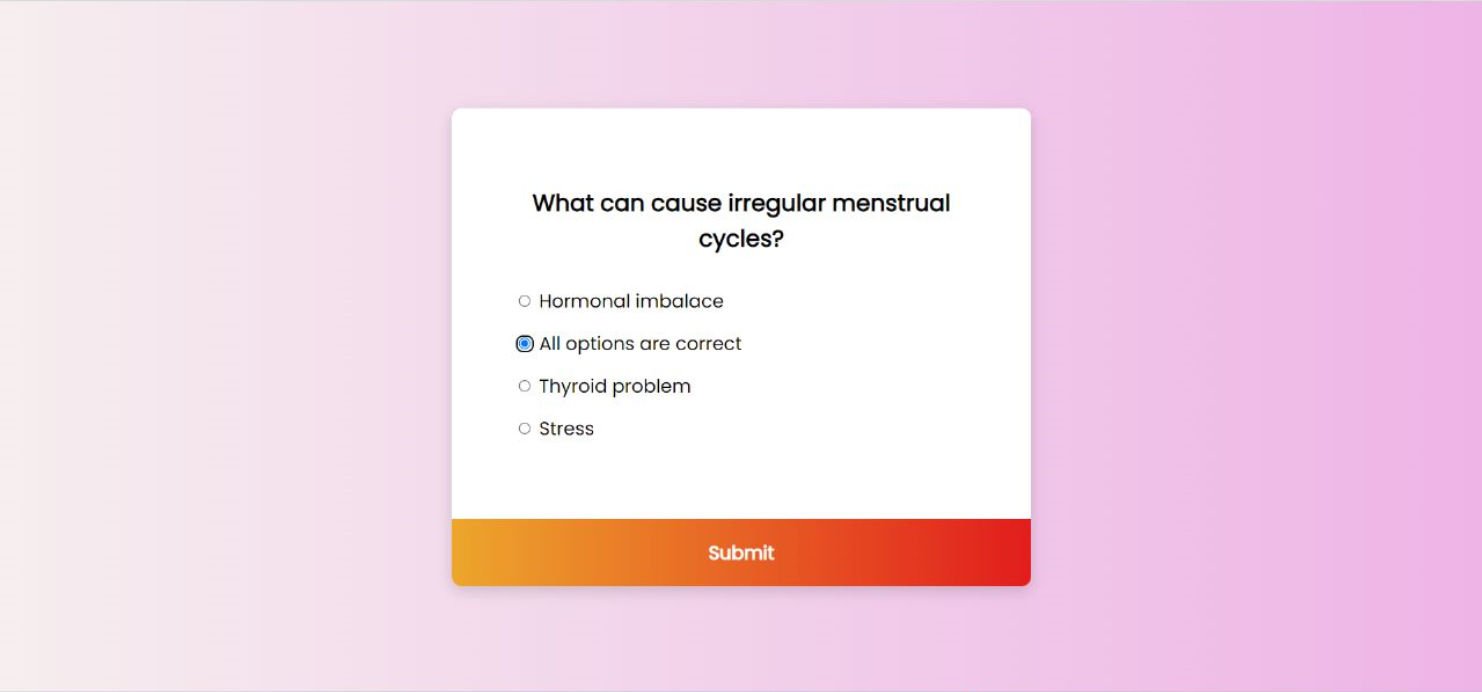 What can cause irregular menstrual
cycles?
Hormonal imbalace
All options are correct
Thyroid problem
Stress
Submit